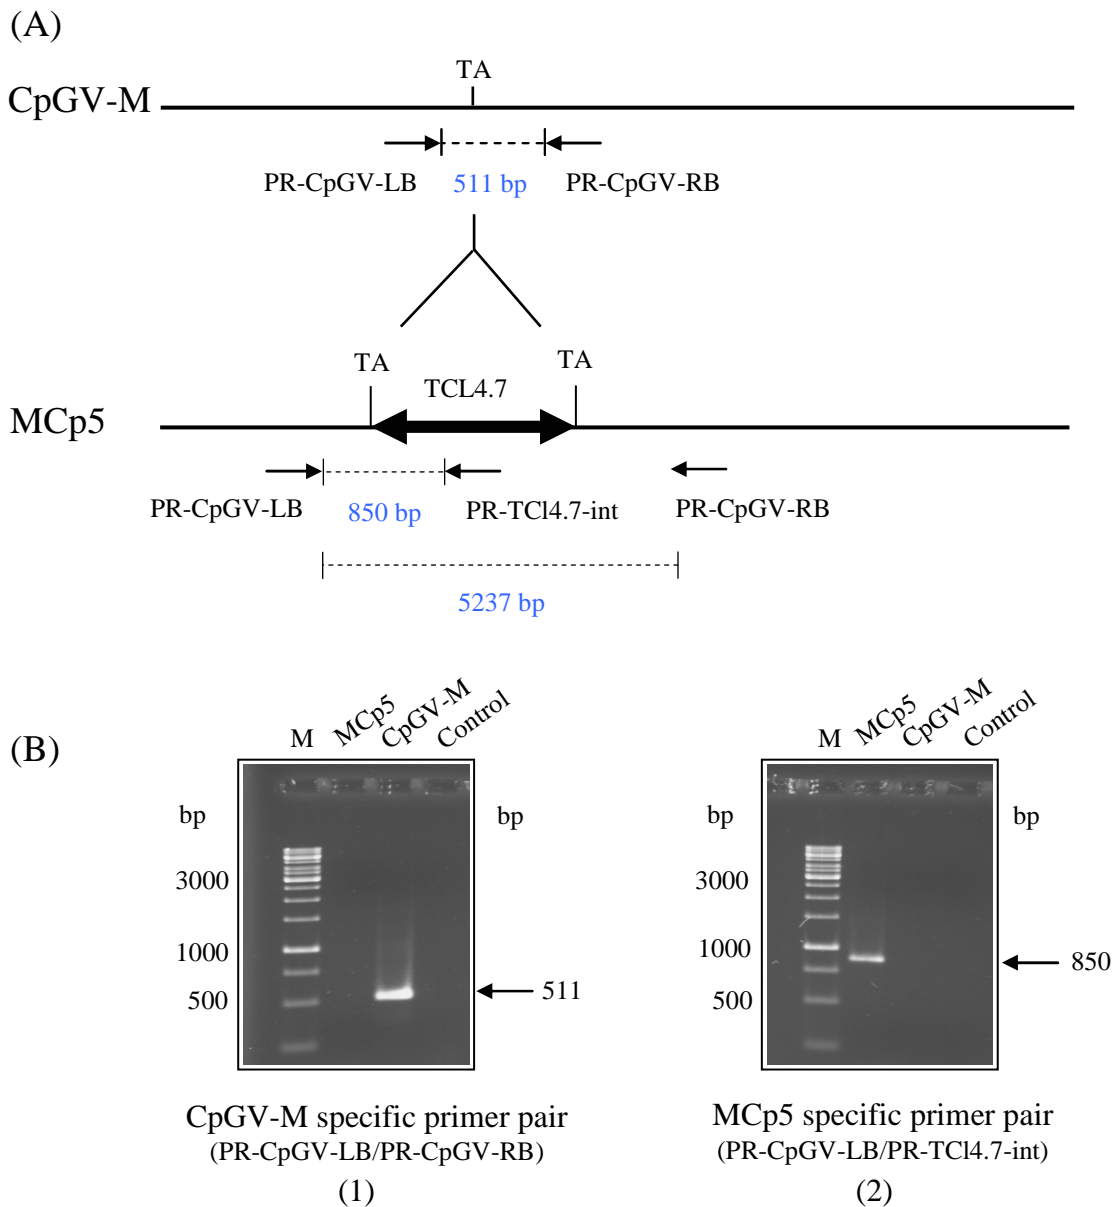 (A)
TA
CpGV-M
PR-CpGV-LB 511 bp PR-CpGV-RB
TA TA
TCL4.7
MCp5
PR-CpGV-LB 850 bp PR-TCl4.7-int PR-CpGV-RB
5237 bp
(B)
M MCp5 CpGV-M Control
bp bp
3000
1000
500
511
CpGV-M specific primer pair
(PR-CpGV-LB/PR-CpGV-RB)
(1)
M MCp5 CpGV-M Control
bp bp
3000
1000
500
850
MCp5 specific primer pair
(PR-CpGV-LB/PR-TCl4.7-int)
(2)